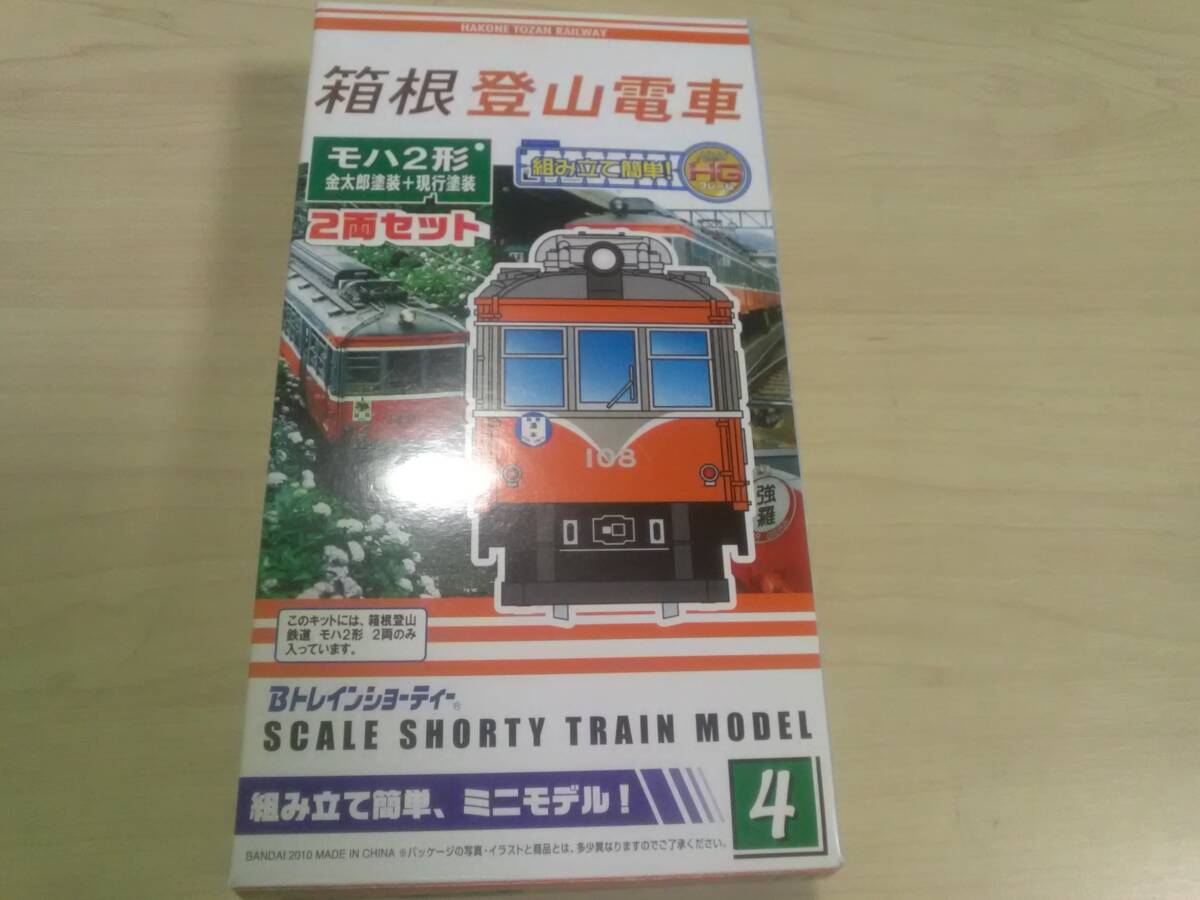 HAKONE TOZAN RAILWAY
箱根 登山電車
モハ2形
金太郎塗装+現行塗装
2両セット
組み立て簡単!
HG
108
強羅
このキットには、箱根登山
鉄道 モハ2形 2両のみ
入っています。
Bトレインショーティー®
SCALE SHORTY TRAIN MODEL
組み立て簡単、ミニモデル!
4
BANDAI 2010 MADE IN CHINA ※パッケージの写真・イラストと商品とは、多少異なりますのでご了承ください。